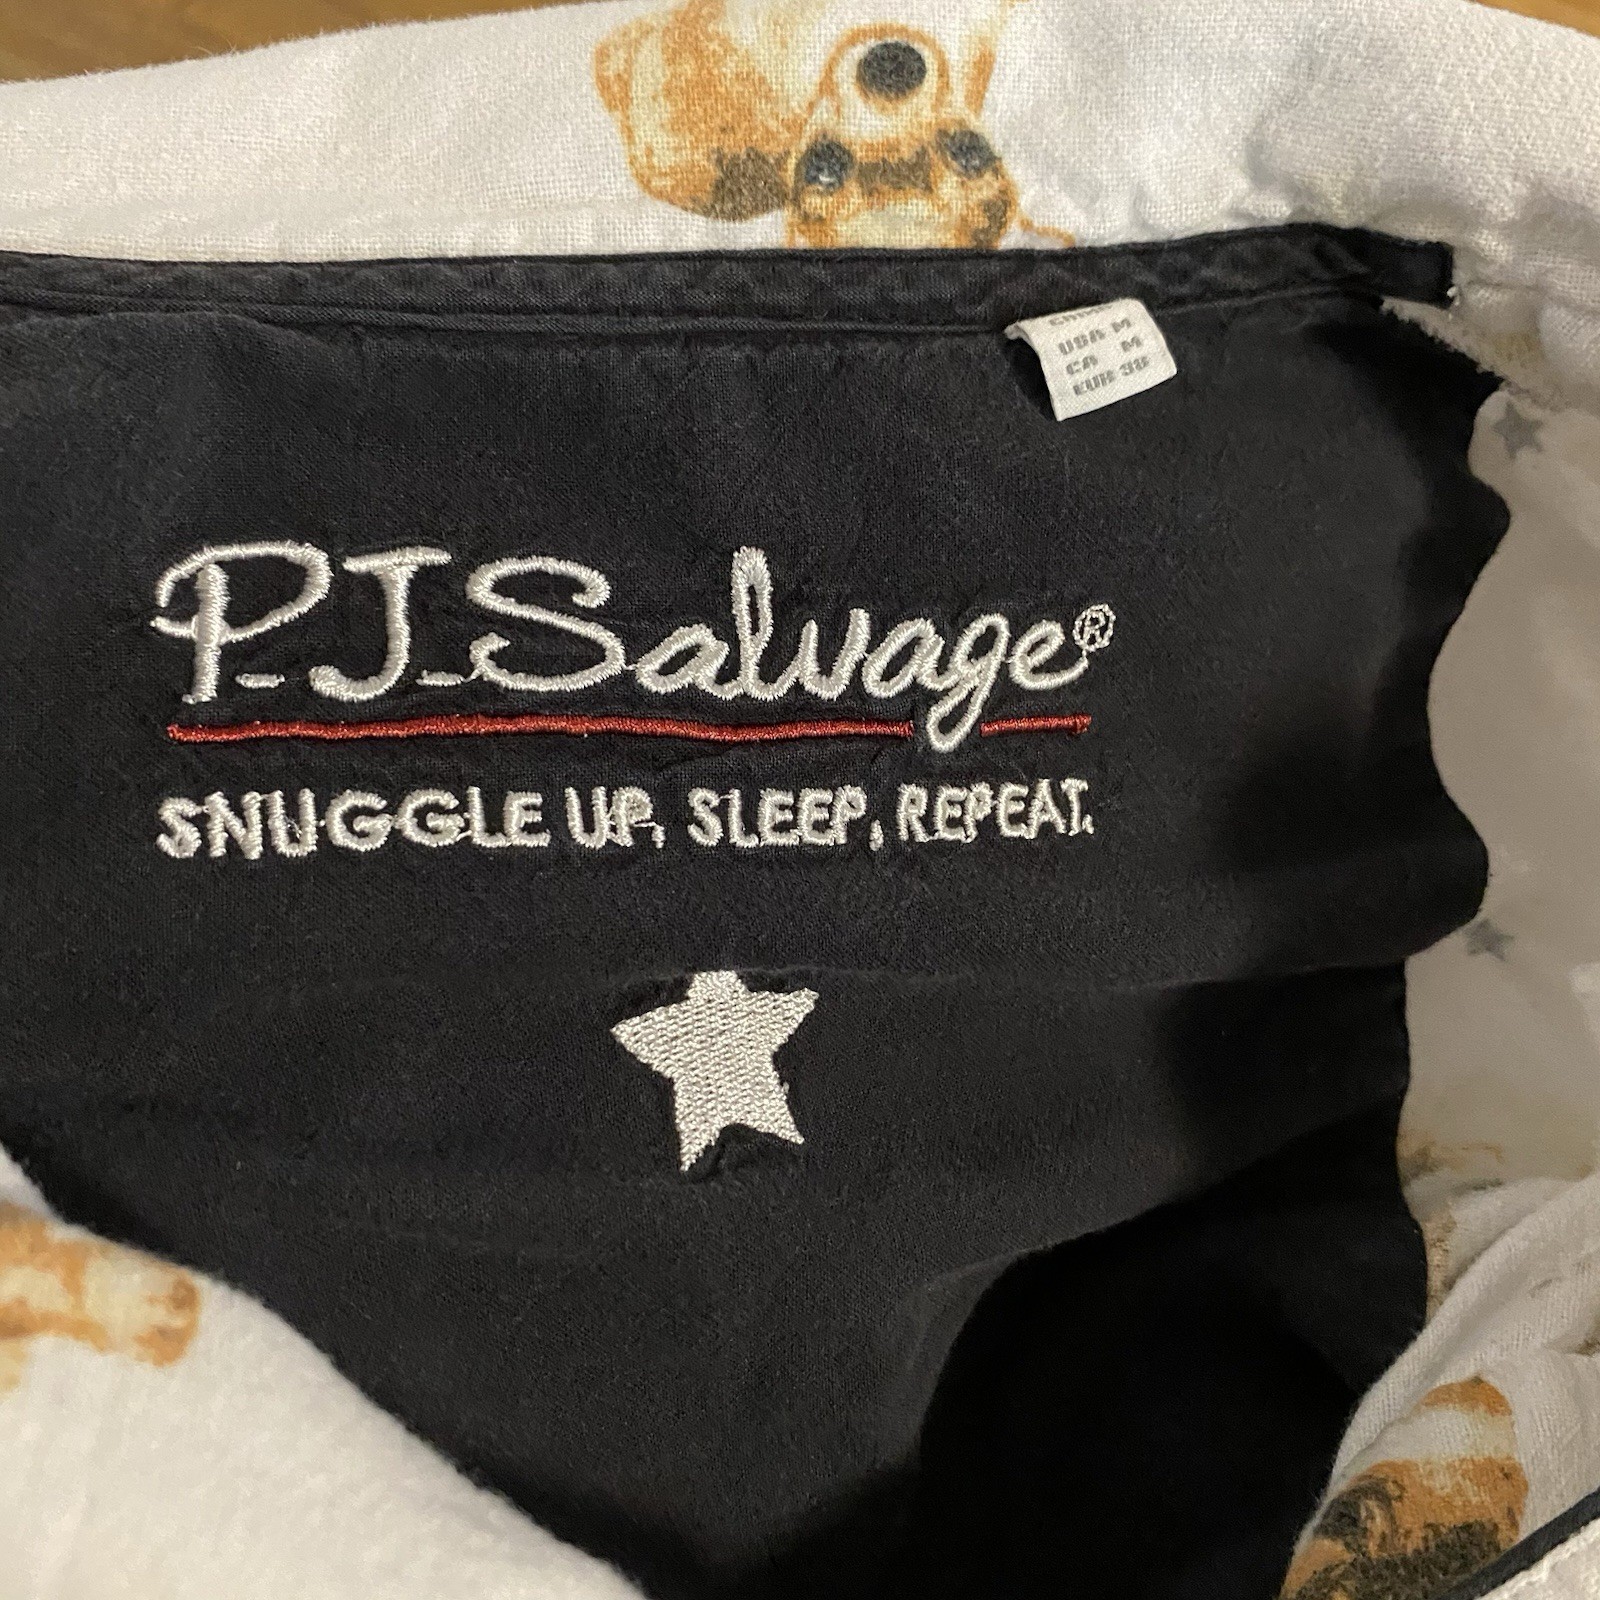 USA M
CA M
EUR 38
P.J. Salvage®
SNUGGLE UP, SLEEP, REPEAT.